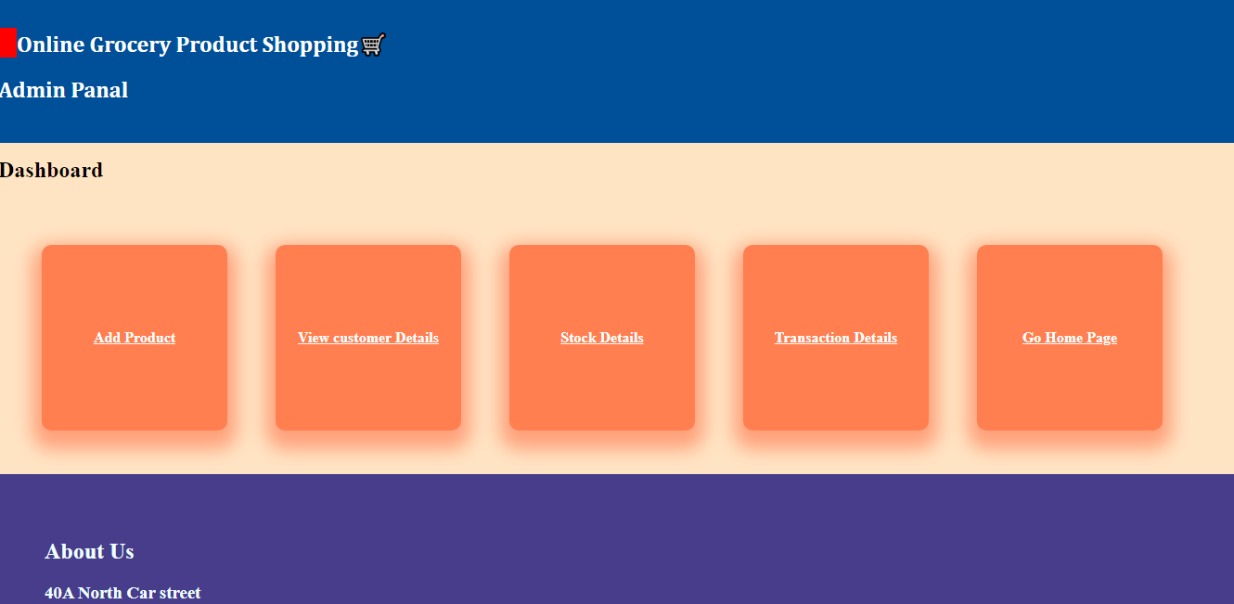 Online Grocery Product Shopping
Admin Panal
Dashboard
Add Product
View customer Details
Stock Details
Transaction Details
Go Home Page
About Us
40A North Car street